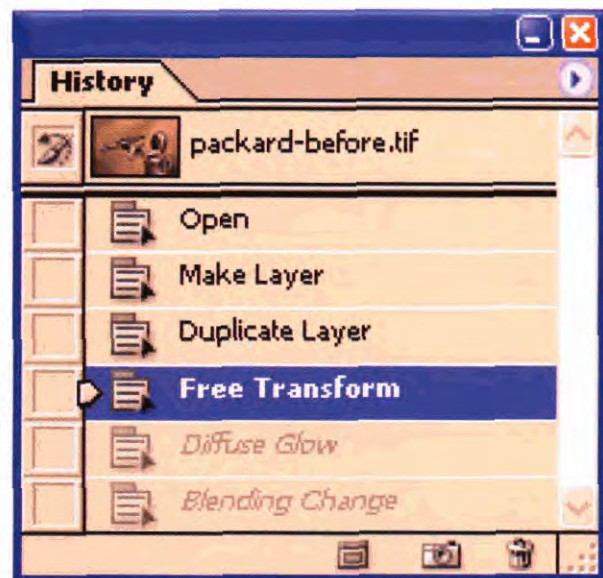 History
packard-before.tif
Open
Make Layer
Duplicate Layer
Free Transform
Diffuse Glow
Blending Change